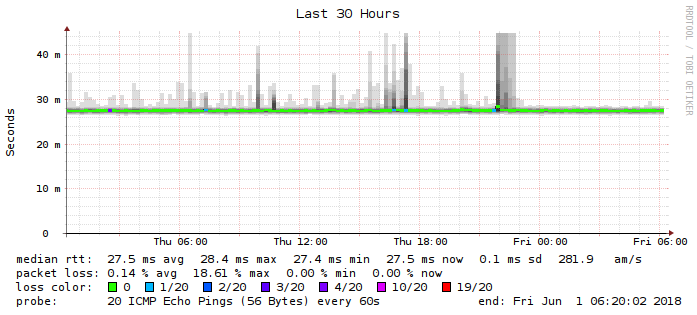 Last 30 Hours
RRDTOOL / TOBI OETIKER
Seconds
40 m
30 m
20 m
10 m
0
Thu 06:00 Thu 12:00 Thu 18:00 Fri 00:00 Fri 06:00
median rtt: 27.5 ms avg 28.4 ms max 27.4 ms min 27.5 ms now 0.1 ms sd 281.9 am/s
packet loss: 0.14 % avg 18.61 % max 0.00 % min 0.00 % now
loss color: 0 1/20 2/20 3/20 4/20 10/20 19/20
probe: 20 ICMP Echo Pings (56 Bytes) every 60s end: Fri Jun 1 06:20:02 2018